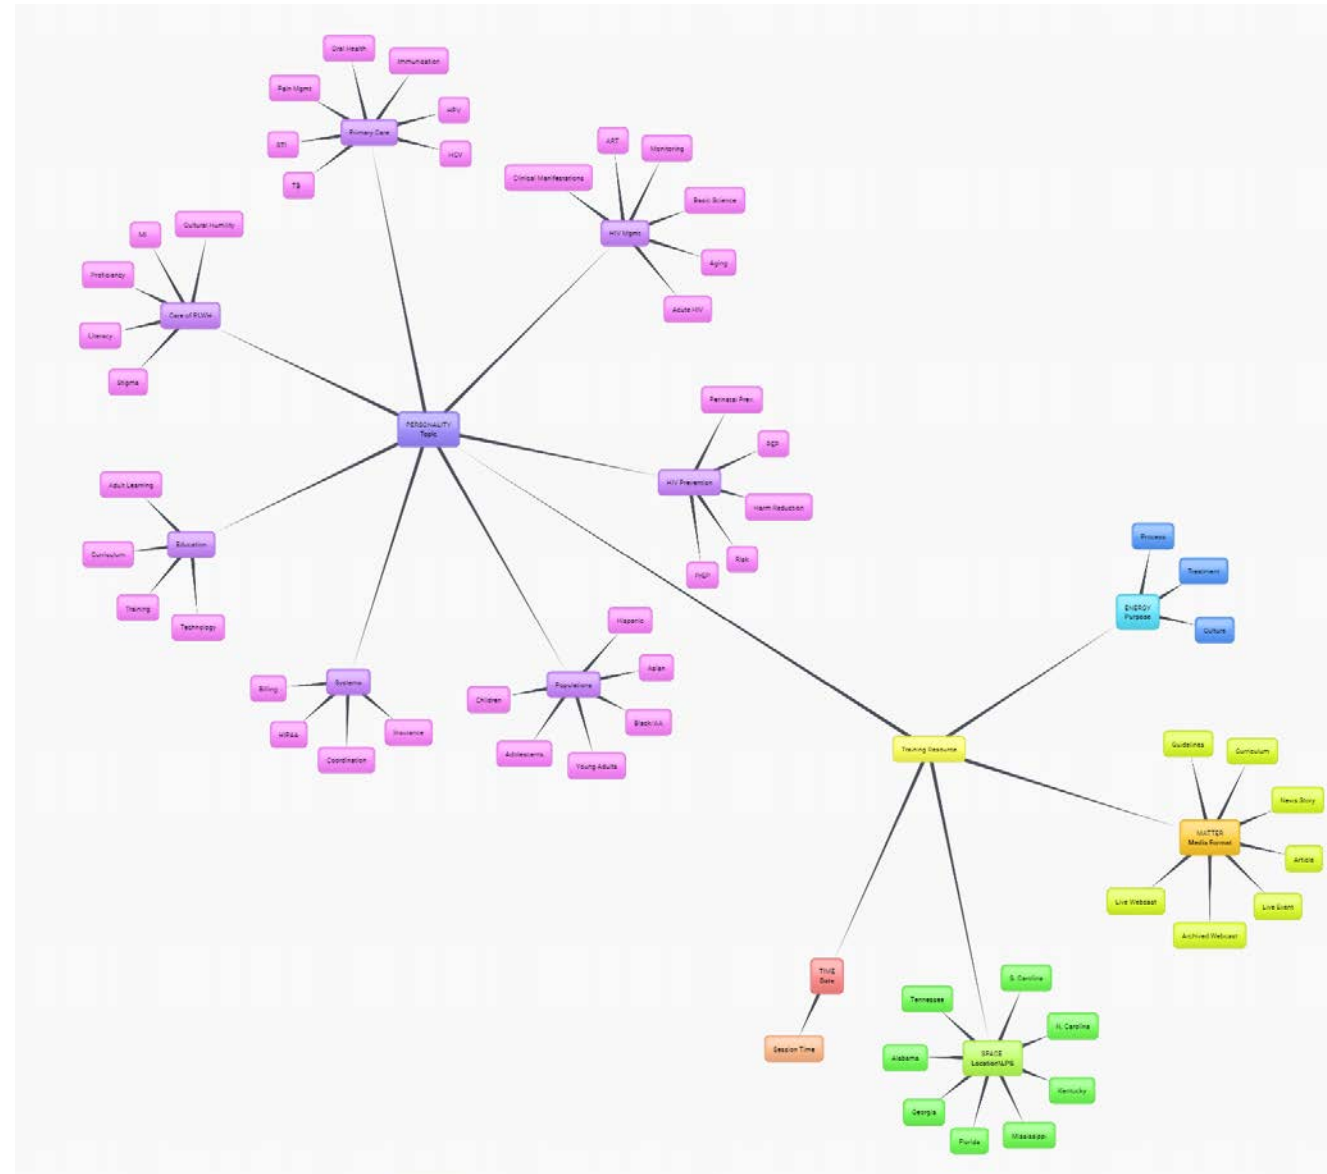 Oral Health
Immunization
Pain Mgmt
HPV
Primary Care
STI
HSV
TB
ART
Monitoring
Clinical Manifestations
Basic Science
HIV Mgmt
Aging
Acute HIV
Cultural Humility
MI
Proficiency
Care of PLWH
Literacy
Stigma
PERSONALITY
Topic
Perinatal Prev.
PEP
HIV Prevention
Harm Reduction
Risk
PrEP
Adult Learning
Education
Curriculum
Training
Technology
Systems
Billing
HIPAA
Insurance
Coordination
Hispanic
Asian
Populations
Children
Black/AA
Adolescents
Young Adults
Process
Treatment
ENERGY
Purpose
Culture
Training Resource
Guidelines
Curriculum
News Story
MATTER
Media Format
Article
Live Webcast
Live Event
Archived Webcast
TIME
Date
Session Time
S. Carolina
Tennessee
N. Carolina
SPACE
Location/LPS
Alabama
Kentucky
Georgia
Florida
Mississippi